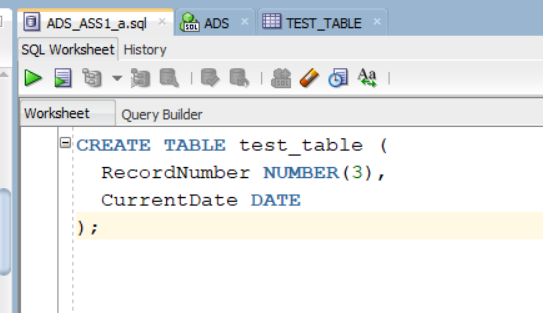 ADS_ASS1_a.sql ADS TEST_TABLE
SQL Worksheet History
Worksheet Query Builder
CREATE TABLE test_table (
RecordNumber NUMBER(3),
CurrentDate DATE
);